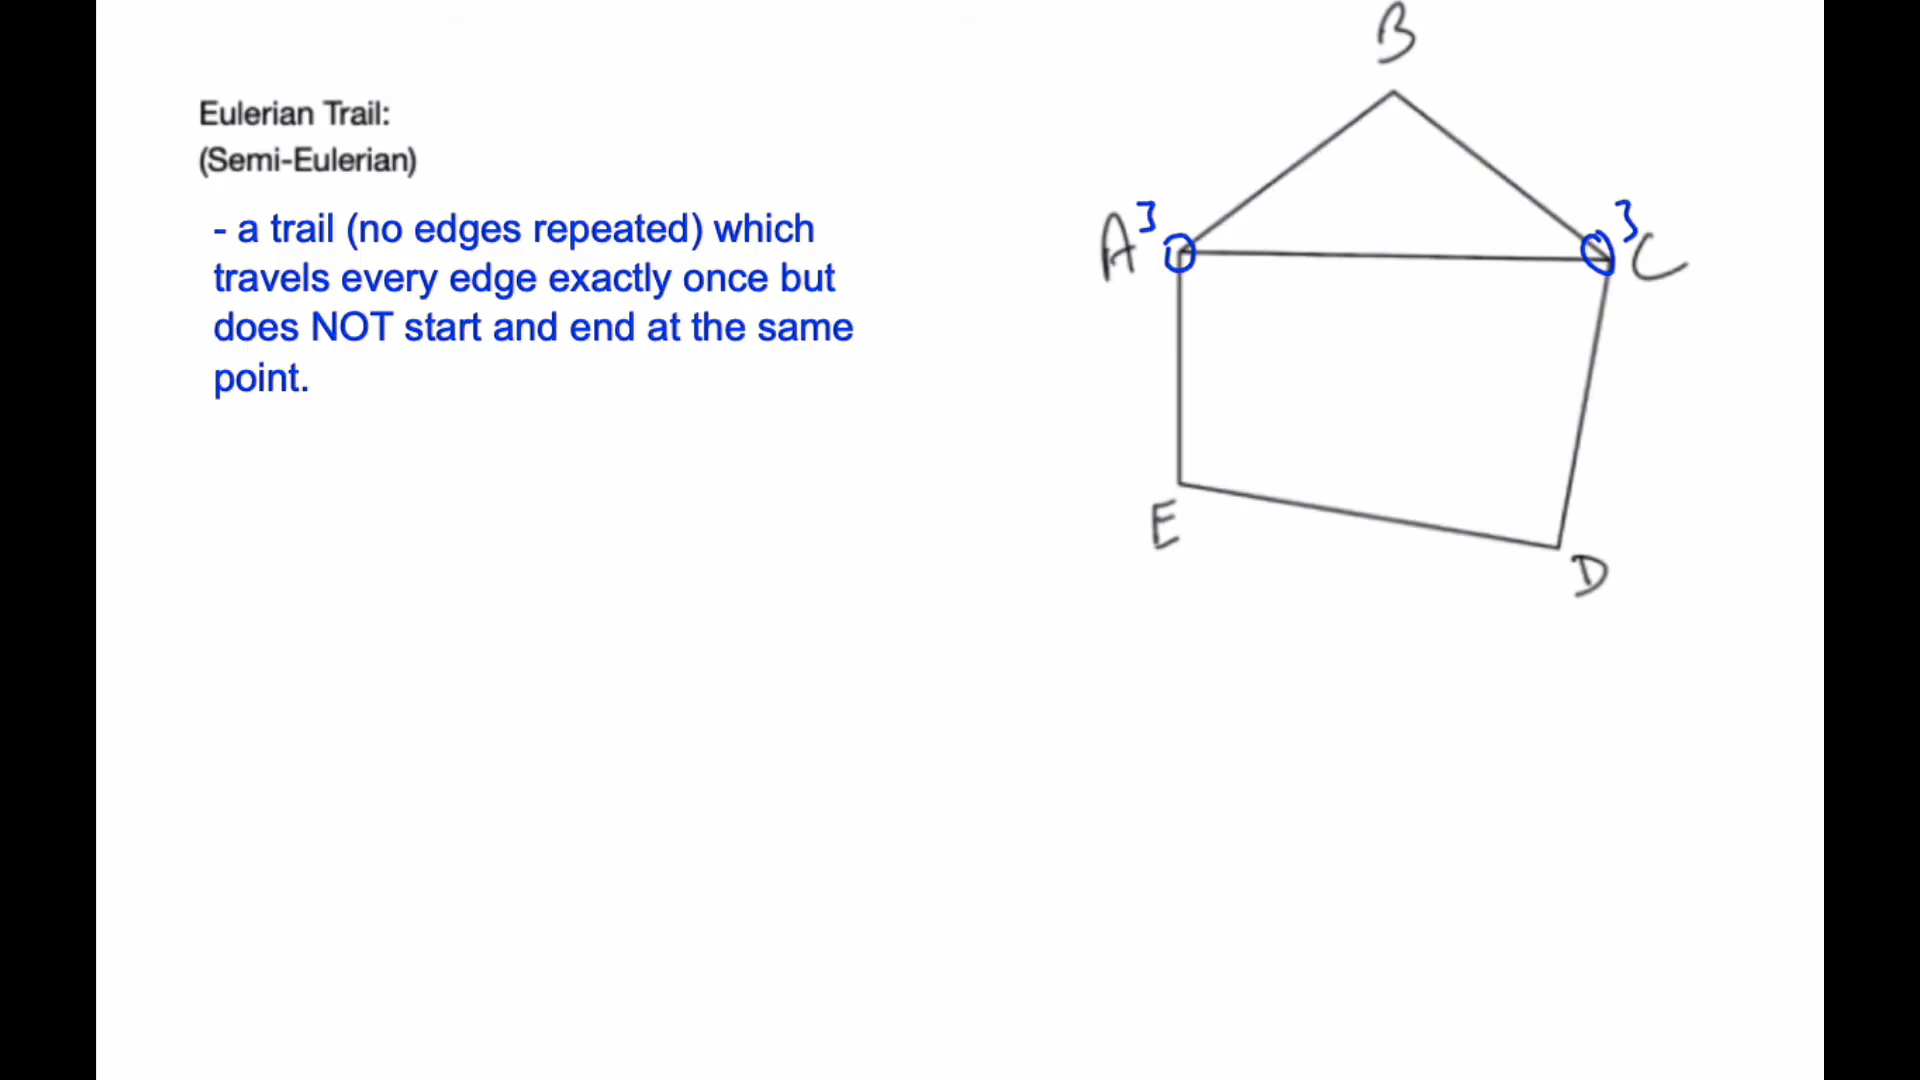 Eulerian Trail:
(Semi-Eulerian)
- a trail (no edges repeated) which
travels every edge exactly once but
does NOT start and end at the same
point.
B
A 3
3 C
E
D